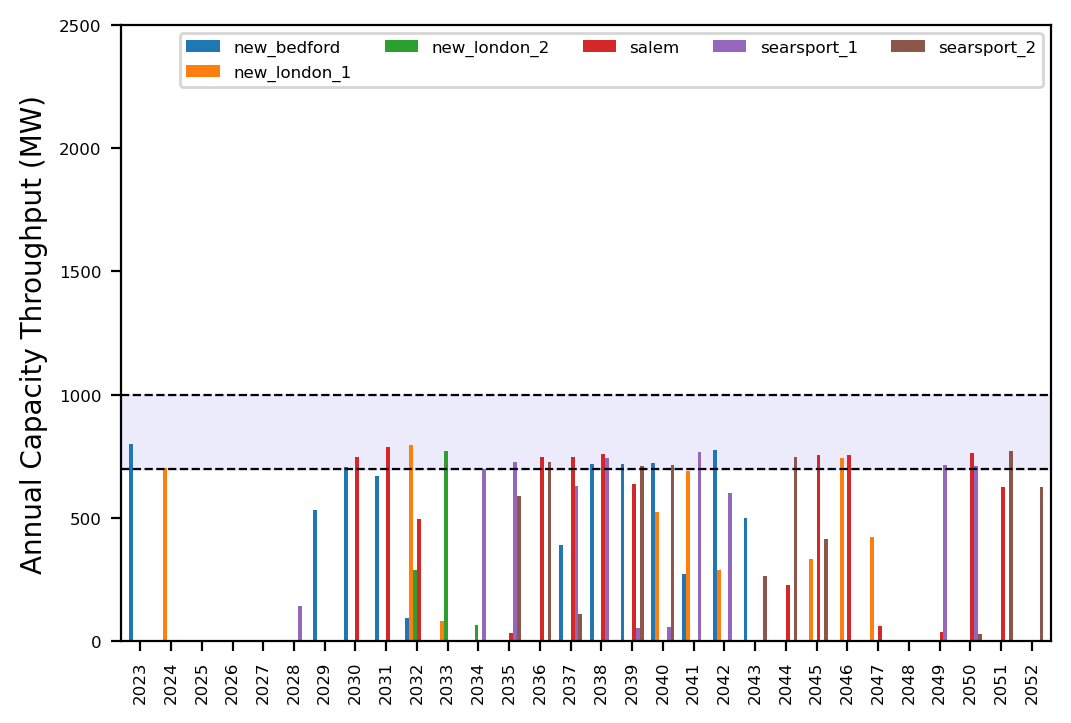 2500
2000
1500
1000
500
0
Annual Capacity Throughput (MW)
new_bedford new_london_2 salem searsport_1 searsport_2
new_london_1
2023 2024 2025 2026 2027 2028 2029 2030 2031 2032 2033 2034 2035 2036 2037 2038 2039 2040 2041 2042 2043 2044 2045 2046 2047 2048 2049 2050 2051 2052